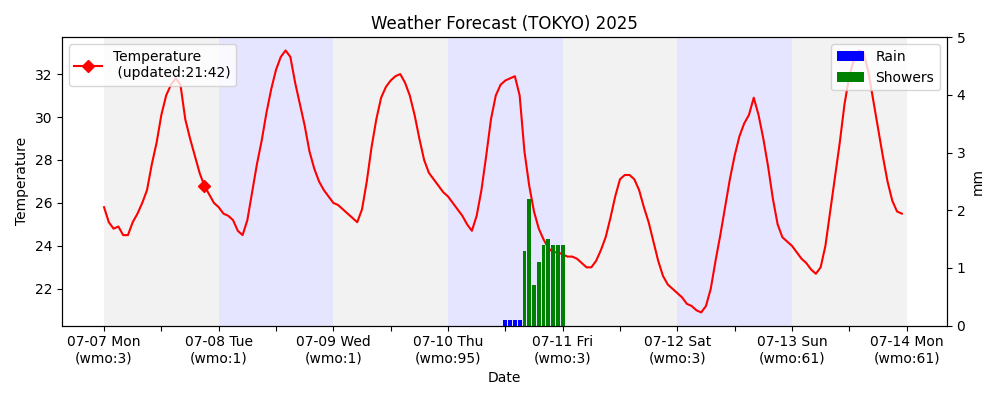 Weather Forecast (TOKYO) 2025
Temperature
(updated:21:42)
Rain
Showers
Temperature
32
30
28
26
24
22
5
4
3
2
1
0
mm
07-07 Mon
(wmo:3)
07-08 Tue
(wmo:1)
07-09 Wed
(wmo:1)
07-10 Thu
(wmo:95)
07-11 Fri
(wmo:3)
07-12 Sat
(wmo:3)
07-13 Sun
(wmo:61)
07-14 Mon
(wmo:61)
Date